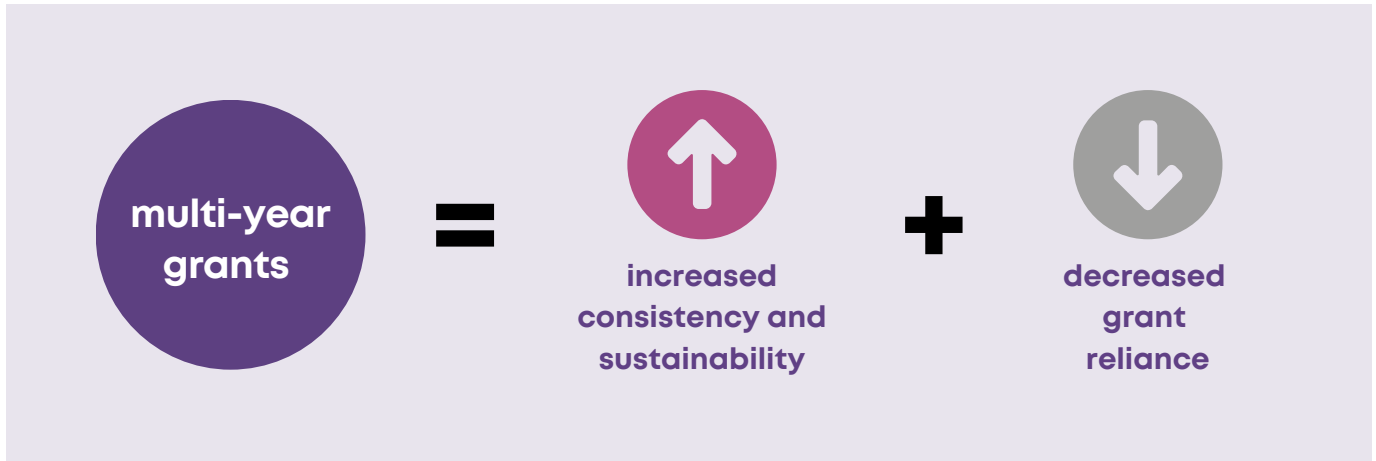 multi-year
grants
=
increased
consistency and
sustainability
+
decreased
grant
reliance